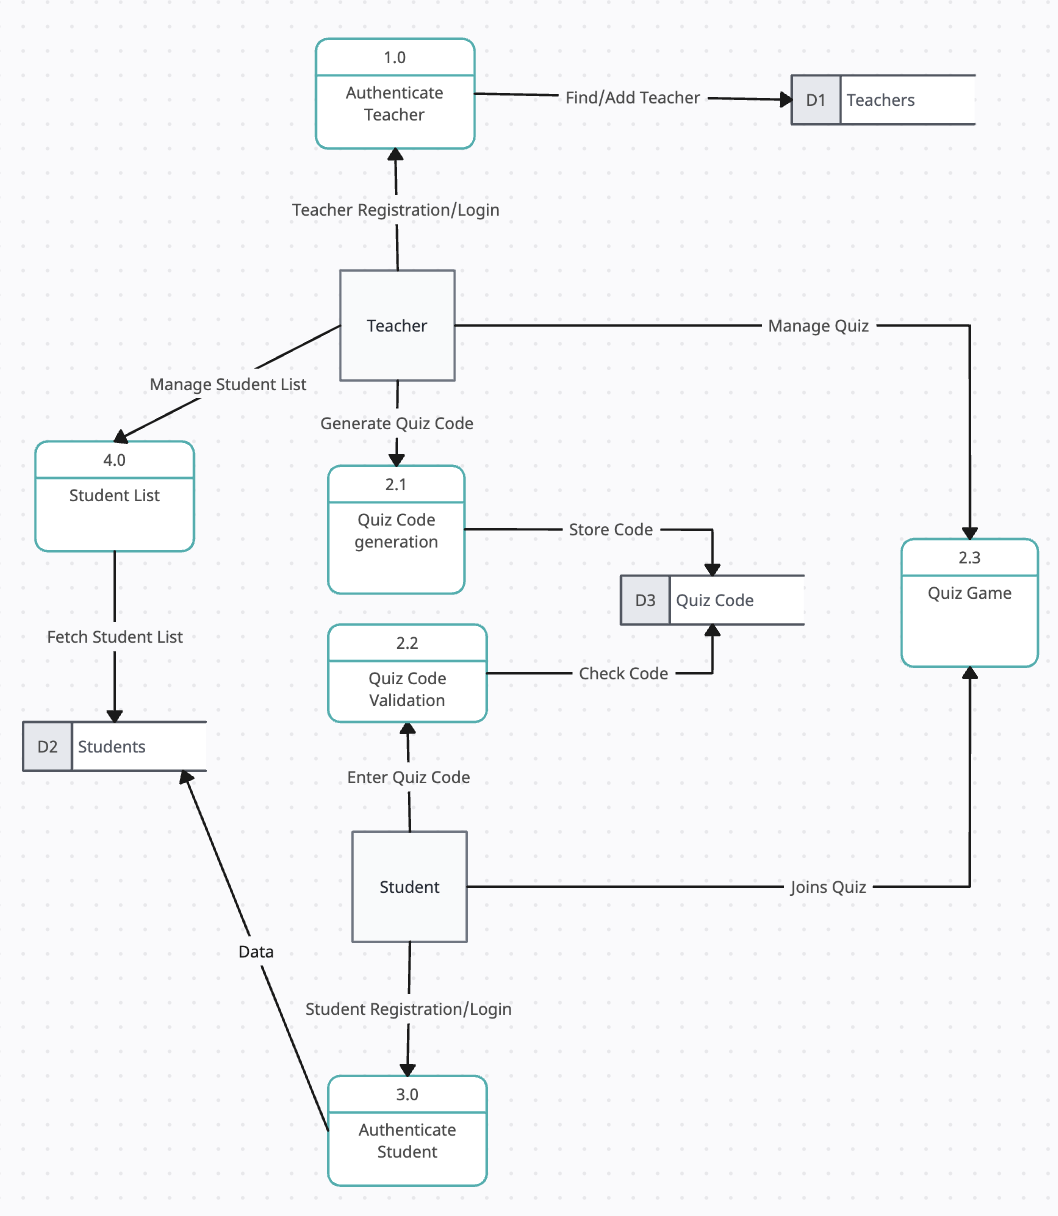 1.0
Authenticate
Teacher
Find/Add Teacher
D1
Teachers
Teacher Registration/Login
Teacher
Manage Quiz
Manage Student List
Generate Quiz Code
4.0
Student List
2.1
Quiz Code
generation
Store Code
2.3
Quiz Game
D3
Quiz Code
Fetch Student List
2.2
Quiz Code
Validation
Check Code
D2
Students
Enter Quiz Code
Student
Joins Quiz
Data
Student Registration/Login
3.0
Authenticate
Student